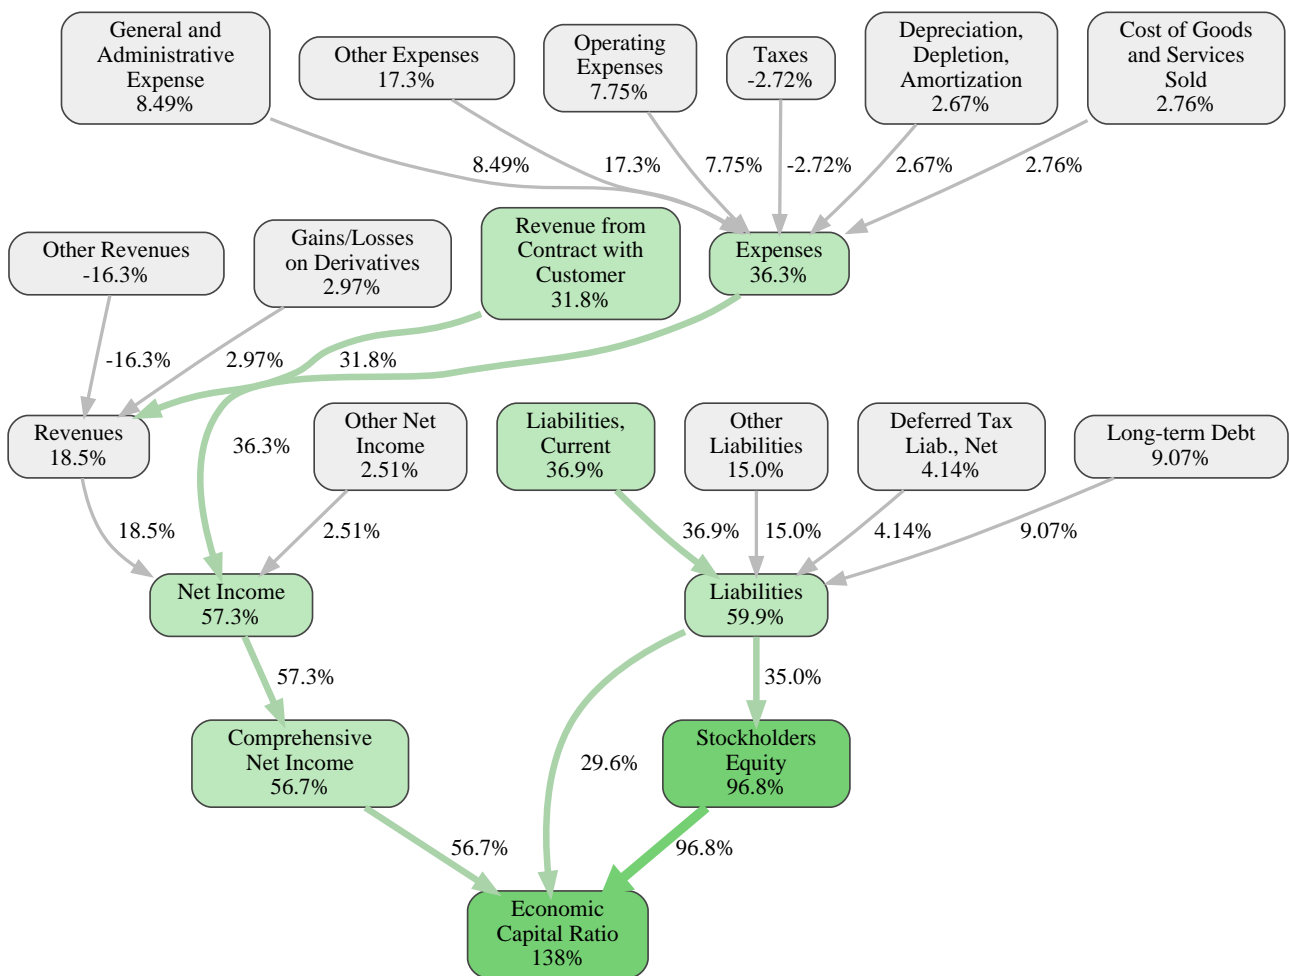 General and
Administrative
Expense
8.49%
Other Expenses
17.3%
Operating
Expenses
7.75%
Taxes
-2.72%
Depreciation,
Depletion,
Amortization
2.67%
Cost of Goods
and Services
Sold
2.76%
8.49%
17.3%
7.75%
-2.72%
2.67%
2.76%
Other Revenues
-16.3%
Gains/Losses
on Derivatives
2.97%
Revenue from
Contract with
Customer
31.8%
Expenses
36.3%
-16.3%
2.97%
31.8%
Revenues
18.5%
36.3%
Other Net
Income
2.51%
Liabilities,
Current
36.9%
Other
Liabilities
15.0%
Deferred Tax
Liab., Net
4.14%
Long-term Debt
9.07%
18.5%
2.51%
36.9%
15.0%
4.14%
9.07%
Net Income
57.3%
Liabilities
59.9%
57.3%
35.0%
Comprehensive
Net Income
56.7%
29.6%
Stockholders
Equity
96.8%
56.7%
96.8%
Economic
Capital Ratio
138%